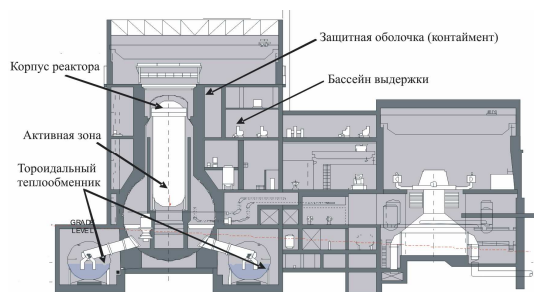 Защитная оболочка (контаймент)
Корпус реактора
Бассейн выдержки
Активная зона
Тороидальный
теплообменник
GRADE
LEVEL